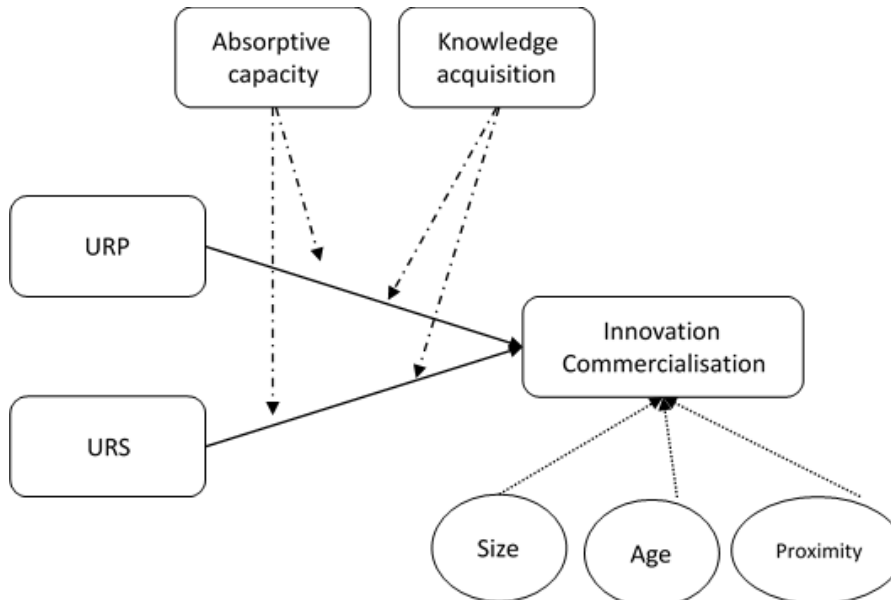 Absorptive
capacity
Knowledge
acquisition
URP
Innovation
Commercialisation
URS
Size
Age
Proximity